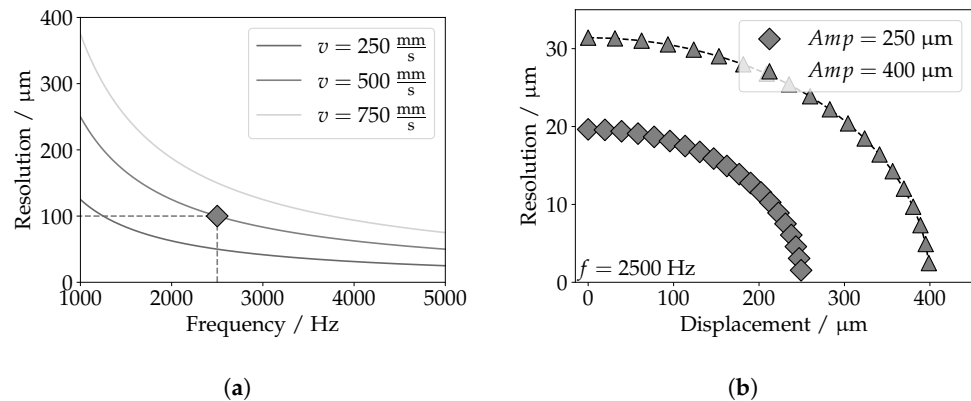 400
300
200
100
0
Resolution / μm
v = 250 mm/s
v = 500 mm/s
v = 750 mm/s
1000 2000 3000 4000 5000
Frequency / Hz
(a)
30
20
10
0
Resolution / μm
Amp = 250 μm
Amp = 400 μm
f = 2500 Hz
0 100 200 300 400
Displacement / μm
(b)